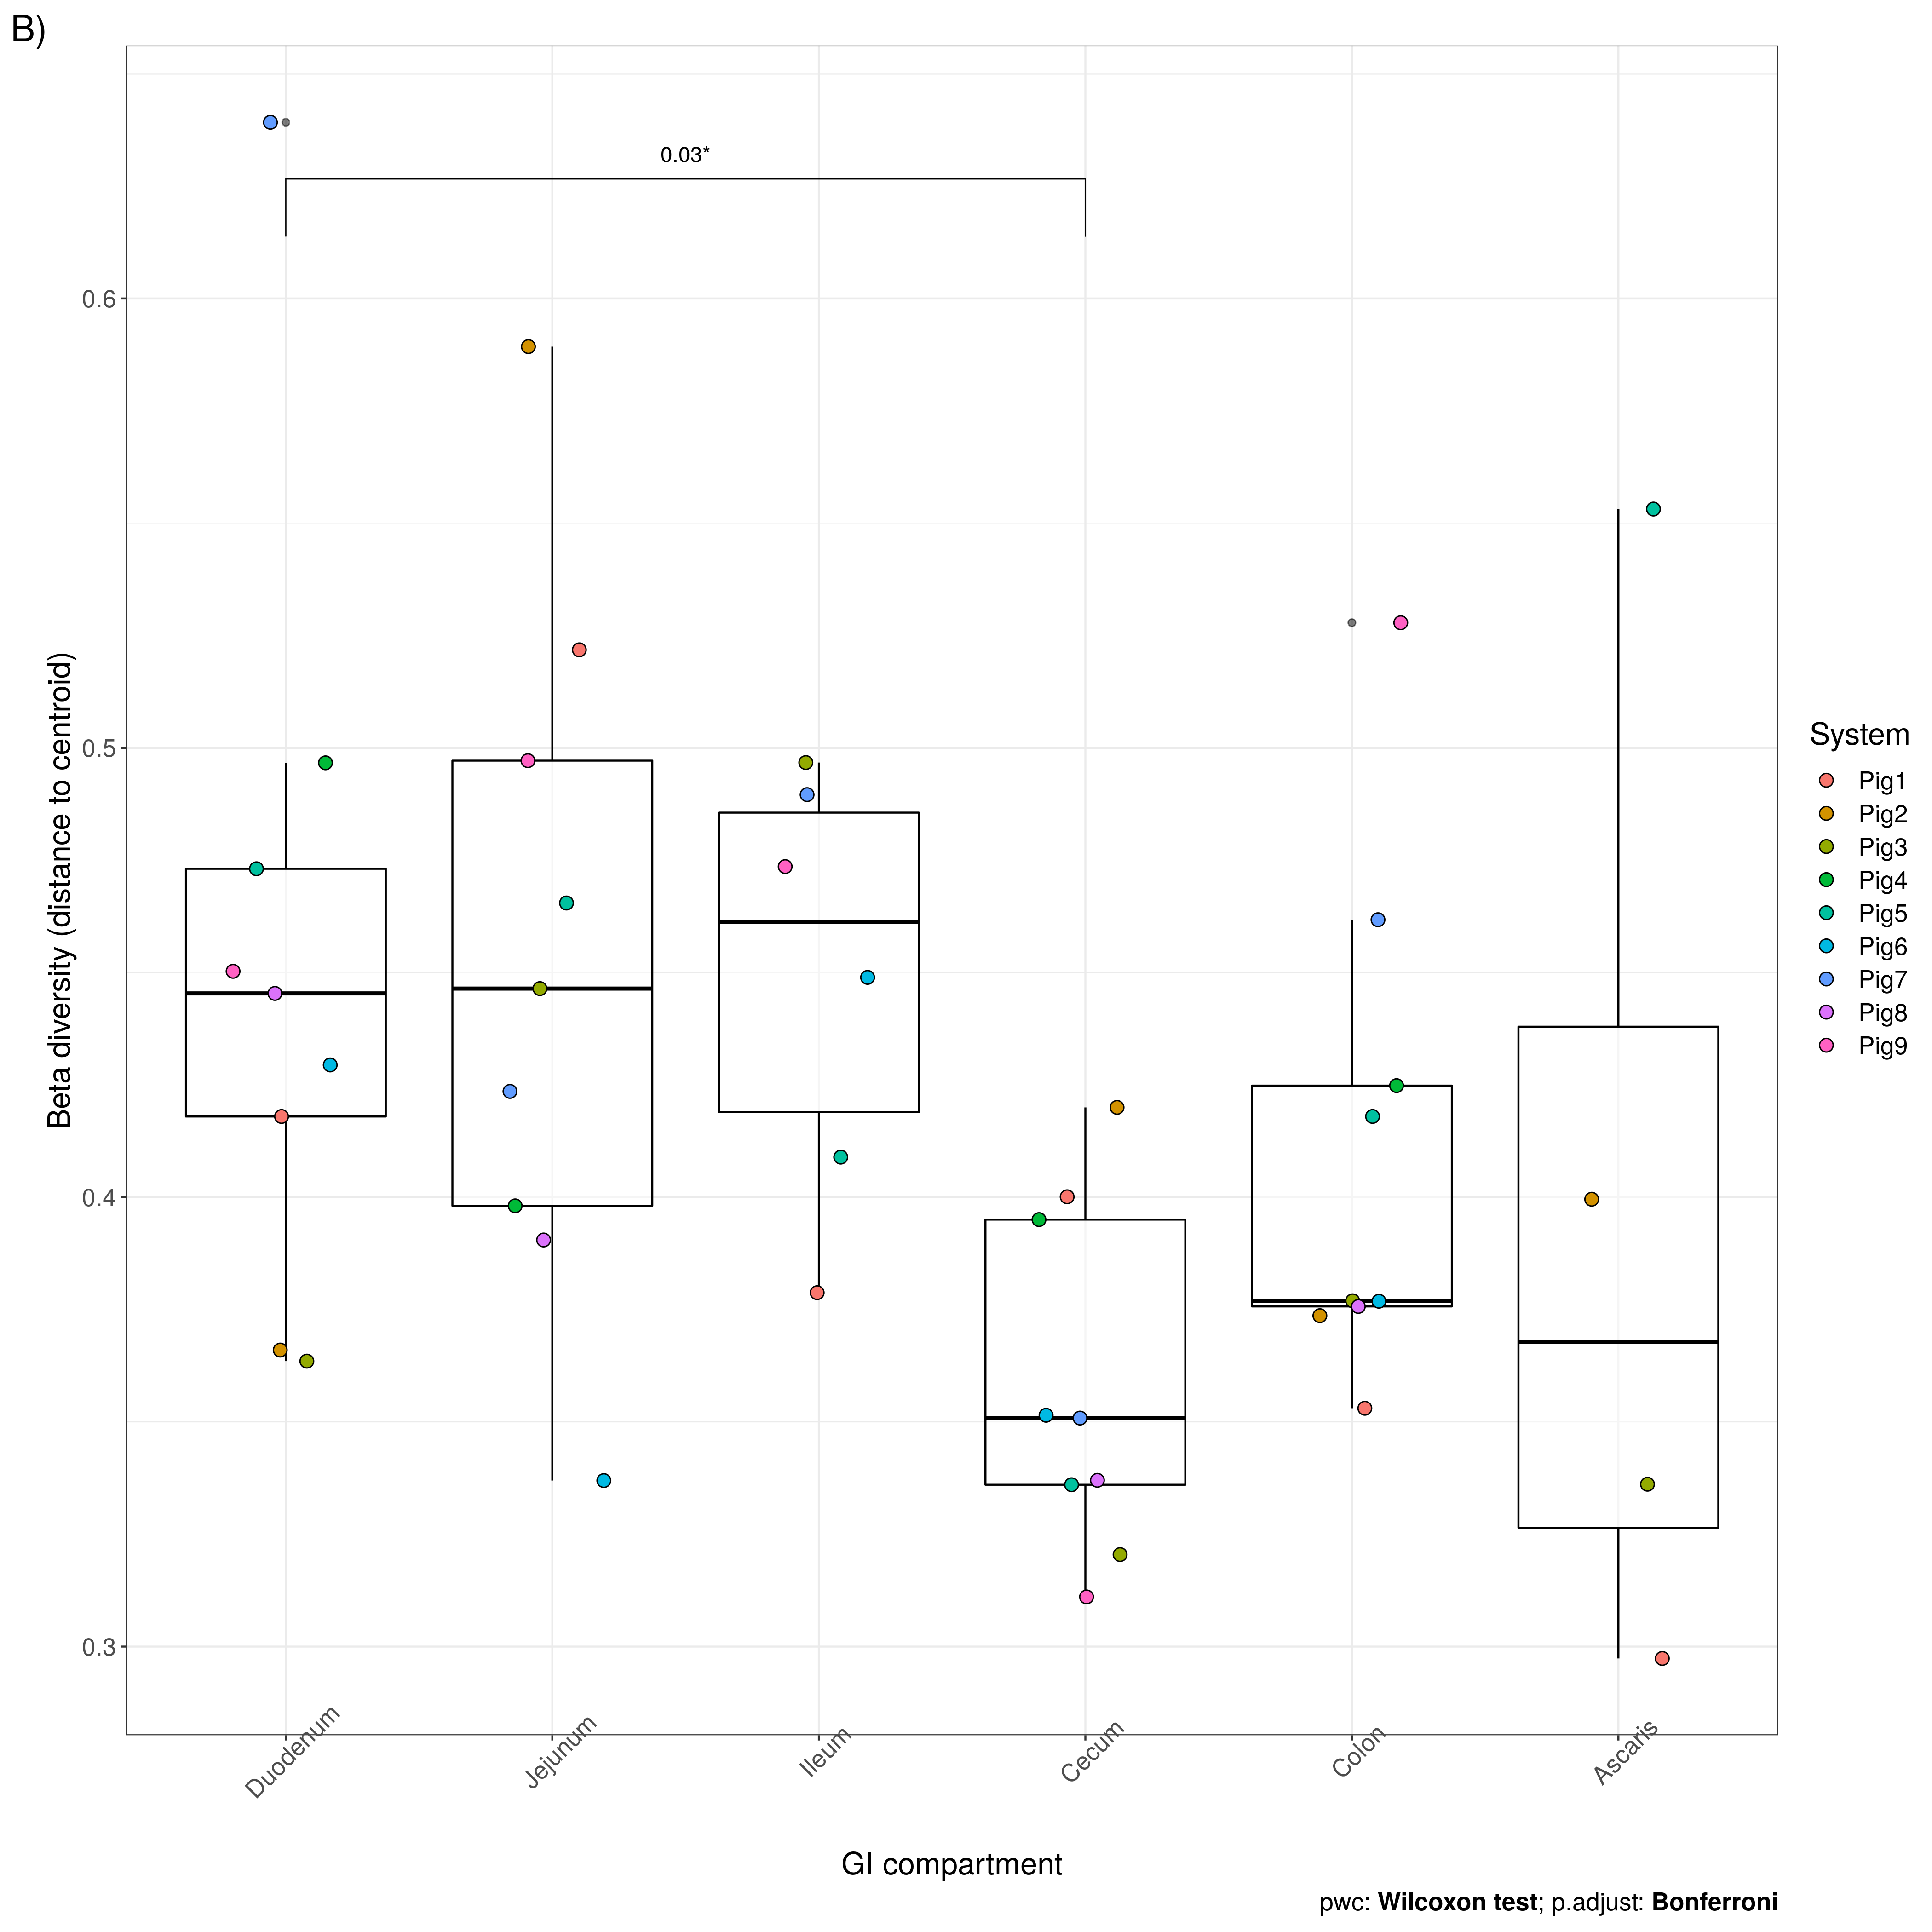 B)
0.03*
0.6
0.5
0.4
0.3
Beta diversity (distance to centroid)
Duodenum
Jejunum
Ileum
Cecum
Colon
Ascaris
GI compartment
System
Pig1
Pig2
Pig3
Pig4
Pig5
Pig6
Pig7
Pig8
Pig9
pwc: Wilcoxon test; p.adjust: Bonferroni